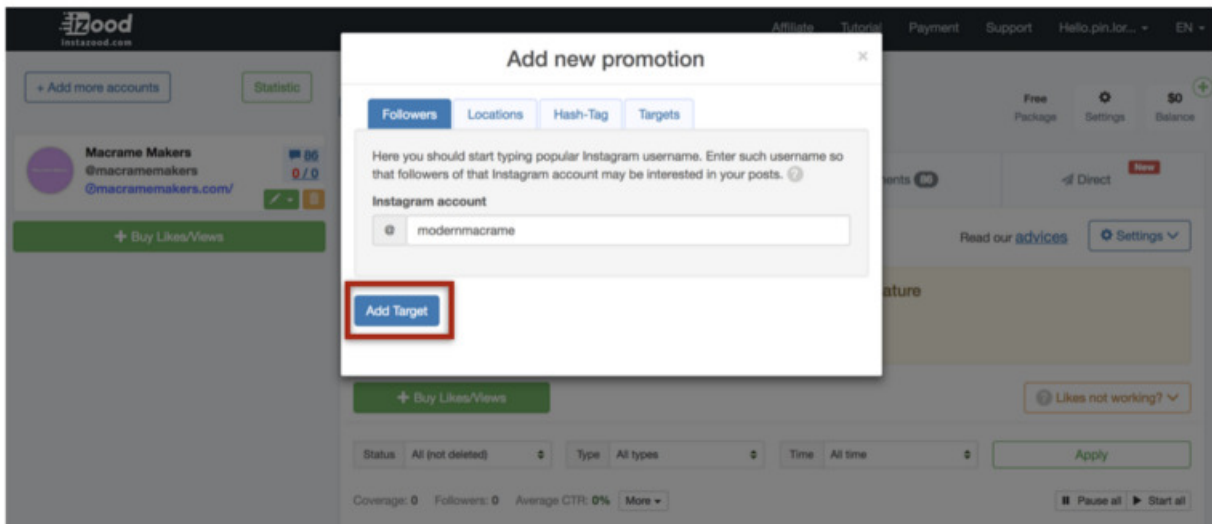 izood
instazood.com
Affiliate Tutorial Payment Support Hello.pin.lor... EN
+ Add more accounts
Statistic
Macrame Makers
@macramemakers
@macramemakers.com/
86
0 / 0
+ Buy Likes/Views
Add new promotion
×
Followers Locations Hash-Tag Targets
Here you should start typing popular Instagram username. Enter such username so
that followers of that Instagram account may be interested in your posts. ?
Instagram account
@ modernmacrame
Add Target
Free
Package
Settings
$0
Balance
ents
Direct
New
Read our advices
Settings
ature
+ Buy Likes/Views
? Likes not working?
Status All (not deleted) Type All types Time All time Apply
Coverage: 0 Followers: 0 Average CTR: 0% More
Pause all Start all